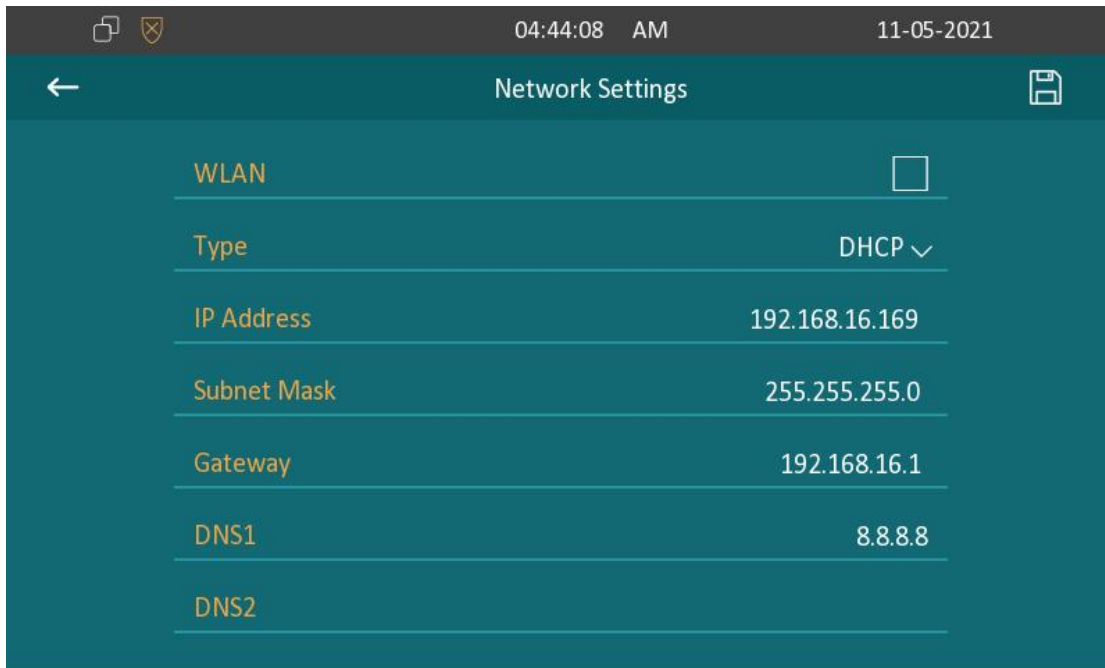 04:44:08 AM 11-05-2021
Network Settings
WLAN
Type DHCP
IP Address 192.168.16.169
Subnet Mask 255.255.255.0
Gateway 192.168.16.1
DNS1 8.8.8.8
DNS2